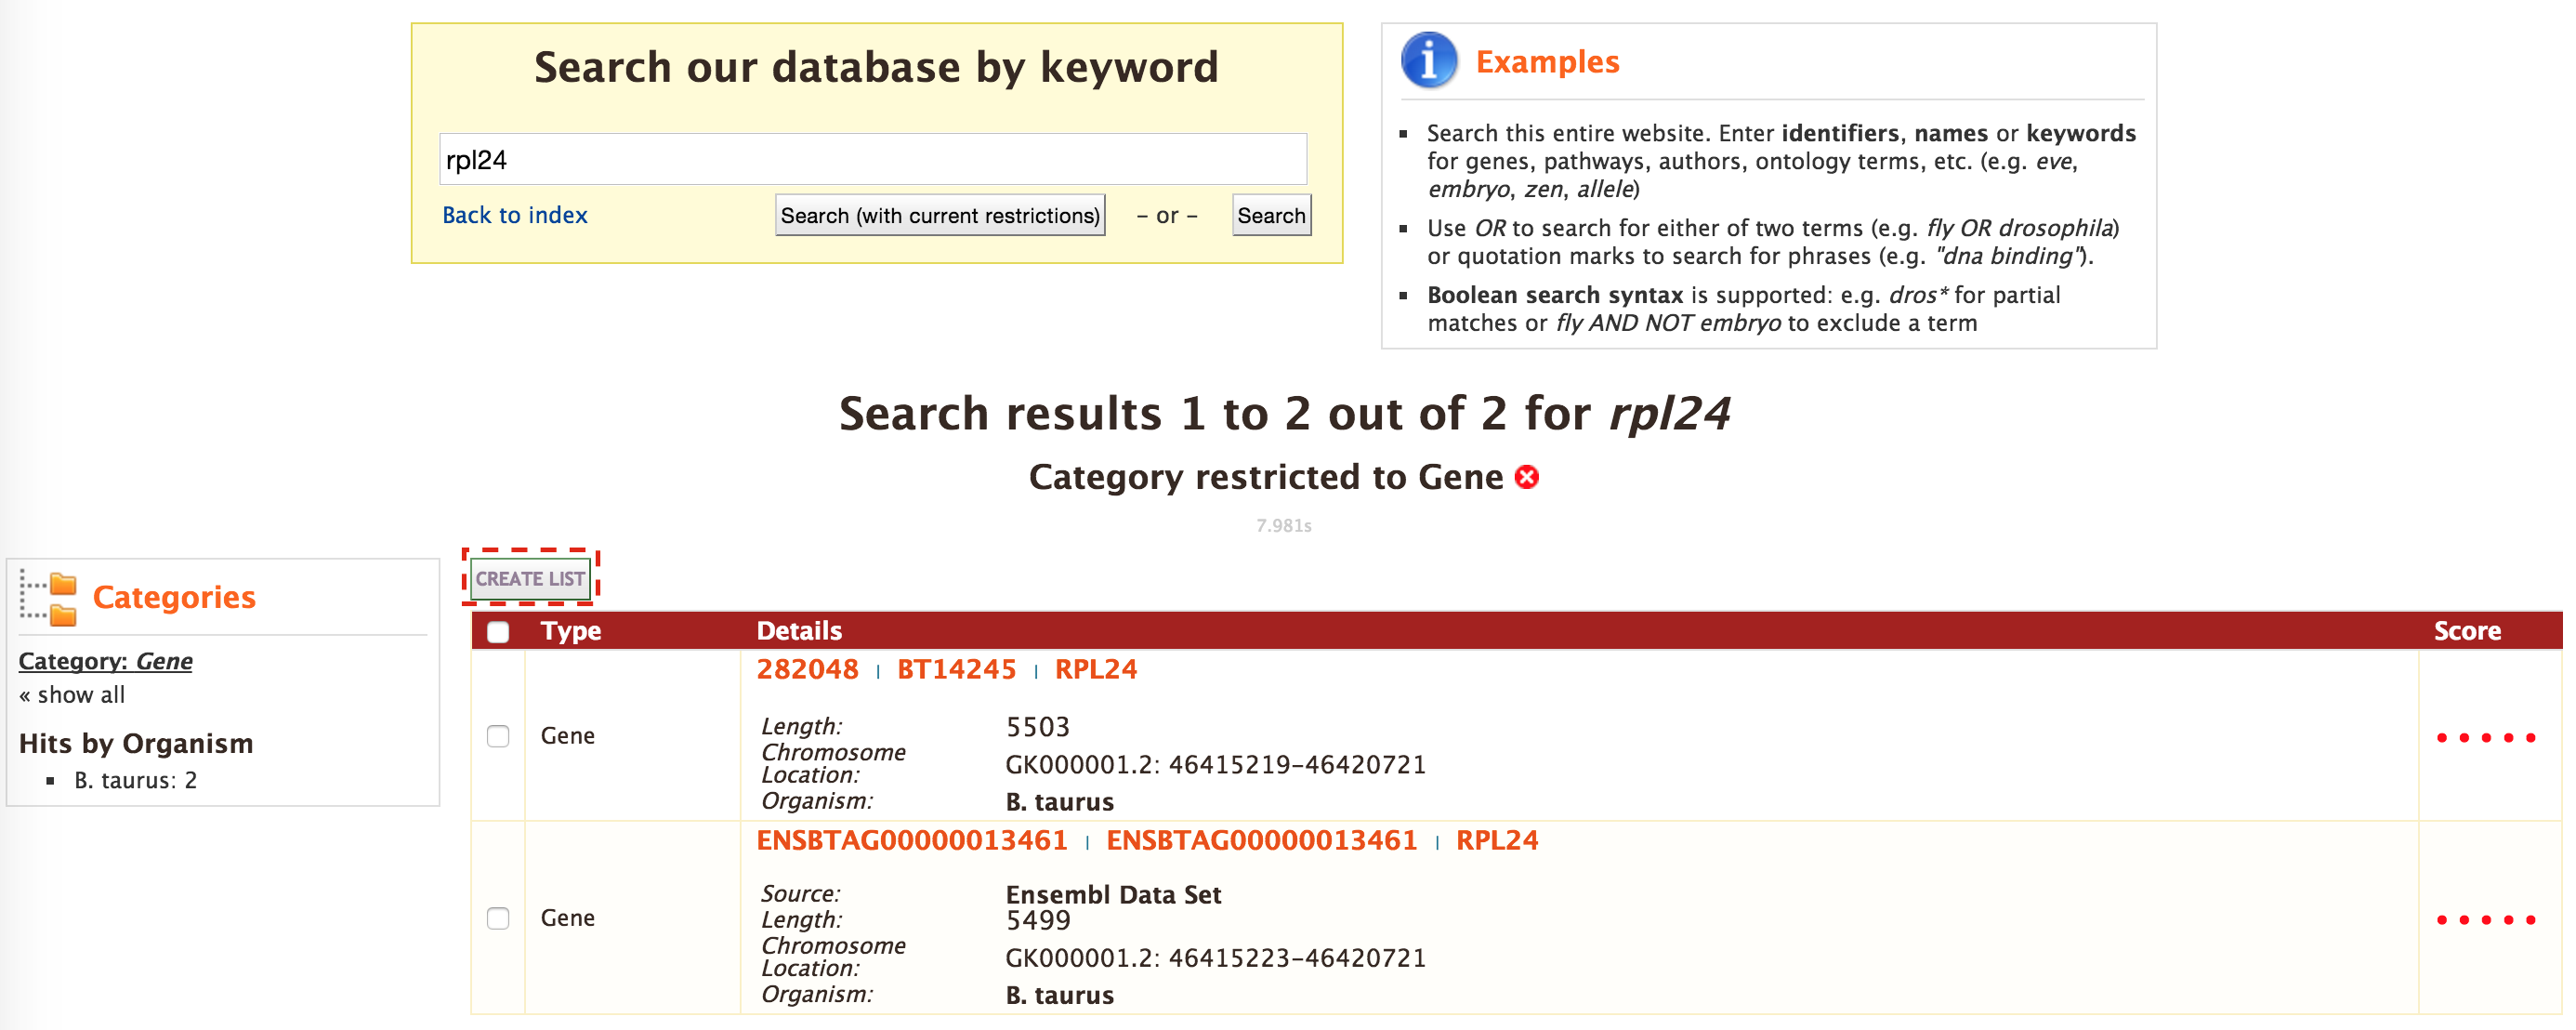 Search our database by keyword
rpl24
Back to index
Search (with current restrictions)
– or –
Search
Examples
Search this entire website. Enter identifiers, names or keywords
for genes, pathways, authors, ontology terms, etc. (e.g. eve,
embryo, zen, allele)
Use OR to search for either of two terms (e.g. fly OR drosophila)
or quotation marks to search for phrases (e.g. "dna binding").
Boolean search syntax is supported: e.g. dros* for partial
matches or fly AND NOT embryo to exclude a term
Search results 1 to 2 out of 2 for rpl24
Category restricted to Gene
7.981s
Categories
Category: Gene
« show all
Hits by Organism
B. taurus: 2
CREATE LIST
Type Details Score
282048 | BT14245 | RPL24
Gene
Length: 5503
Chromosome
Location: GK000001.2: 46415219-46420721
Organism: B. taurus
ENSBTAG00000013461 | ENSBTAG00000013461 | RPL24
Gene
Source: Ensembl Data Set
Length: 5499
Chromosome
Location: GK000001.2: 46415223-46420721
Organism: B. taurus